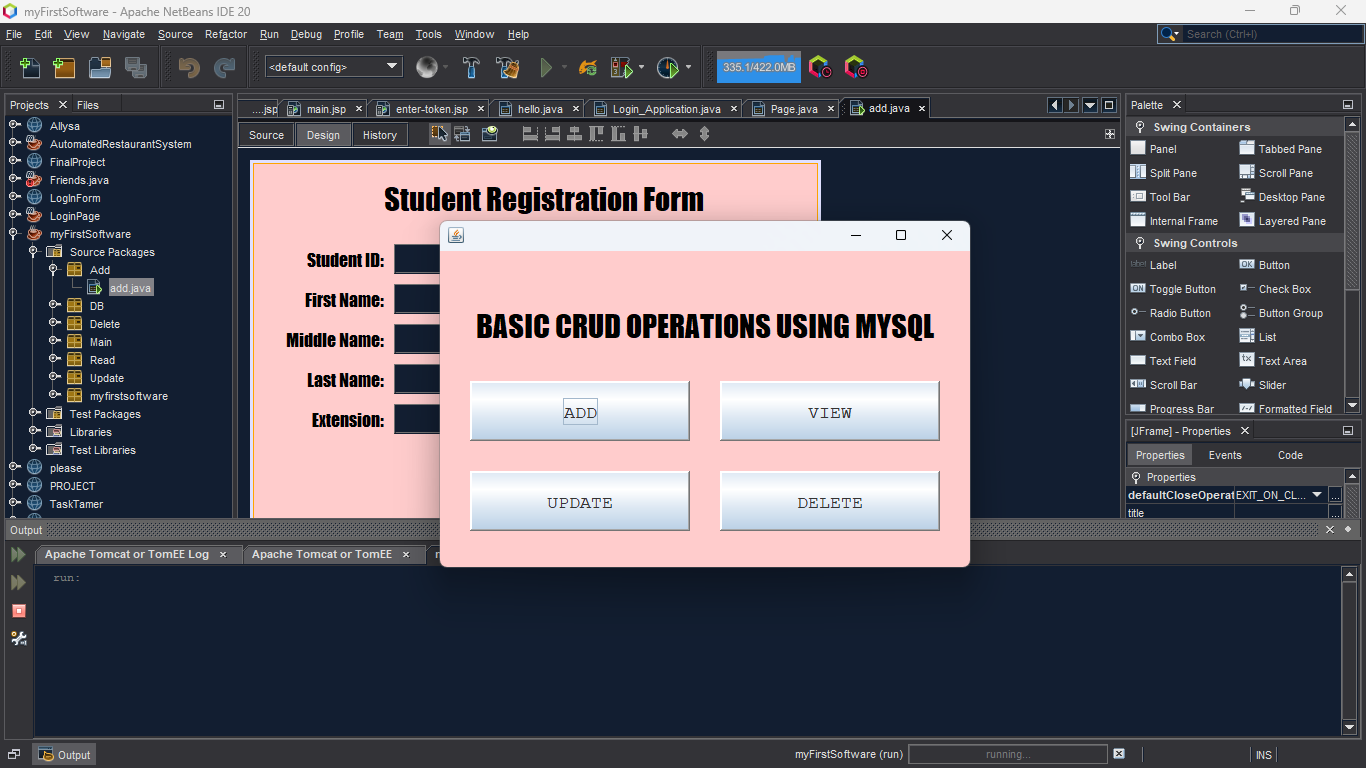 myFirstSoftware - Apache NetBeans IDE 20
File Edit View Navigate Source Refactor Run Debug Profile Team Tools Window Help
Search (Ctrl+I)
<default config>
335.1/422.0MB
Projects Files
....jsp main.jsp enter-token.jsp hello.java Login_Application.java Page.java add.java
Palette
Source Design History
Allysa
AutomatedRestaurantSystem
FinalProject
Friends.java
LogInForm
LoginPage
myFirstSoftware
Source Packages
Add
add.java
DB
Delete
Main
Read
Update
myfirstsoftware
Test Packages
Libraries
Test Libraries
please
PROJECT
TaskTamer
Student Registration Form
Student ID:
First Name:
Middle Name:
Last Name:
Extension:
BASIC CRUD OPERATIONS USING MYSQL
ADD VIEW
UPDATE DELETE
Swing Containers
Panel Tabbed Pane
Split Pane Scroll Pane
Tool Bar Desktop Pane
Internal Frame Layered Pane
Swing Controls
label Label OK Button
ON Toggle Button Check Box
Radio Button Button Group
Combo Box List
Text Field Text Area
Scroll Bar Slider
Progress Bar Formatted Field
[JFrame] - Properties
Properties Events Code
Properties
defaultCloseOperat EXIT_ON_CL... ...
title ...
Output
Apache Tomcat or TomEE Log Apache Tomcat or TomEE
run:
Output
myFirstSoftware (run) running...
INS